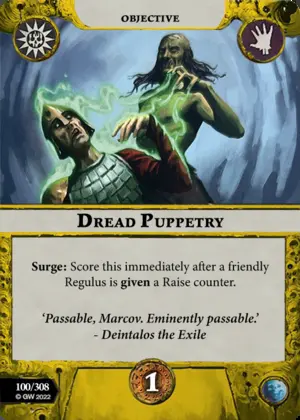 OBJECTIVE
DREAD PUPPETRY
Surge: Score this immediately after a friendly
Regulus is given a Raise counter.
'Passable, Marcov. Eminently passable.'
- Deintalos the Exile
100/308
© GW 2022
1